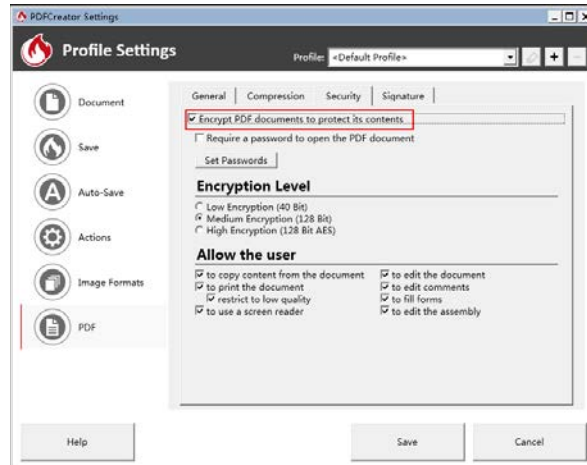 PDFCreator Settings
Profile Settings
Profile: <Default Profile>
Document
Save
Auto-Save
Actions
Image Formats
PDF
General | Compression | Security | Signature
Encrypt PDF documents to protect its contents
Require a password to open the PDF document
Set Passwords
Encryption Level
Low Encryption (40 Bit)
Medium Encryption (128 Bit)
High Encryption (128 Bit AES)
Allow the user
to copy content from the document
to print the document
restrict to low quality
to use a screen reader
to edit the document
to edit comments
to fill forms
to edit the assembly
Help
Save
Cancel